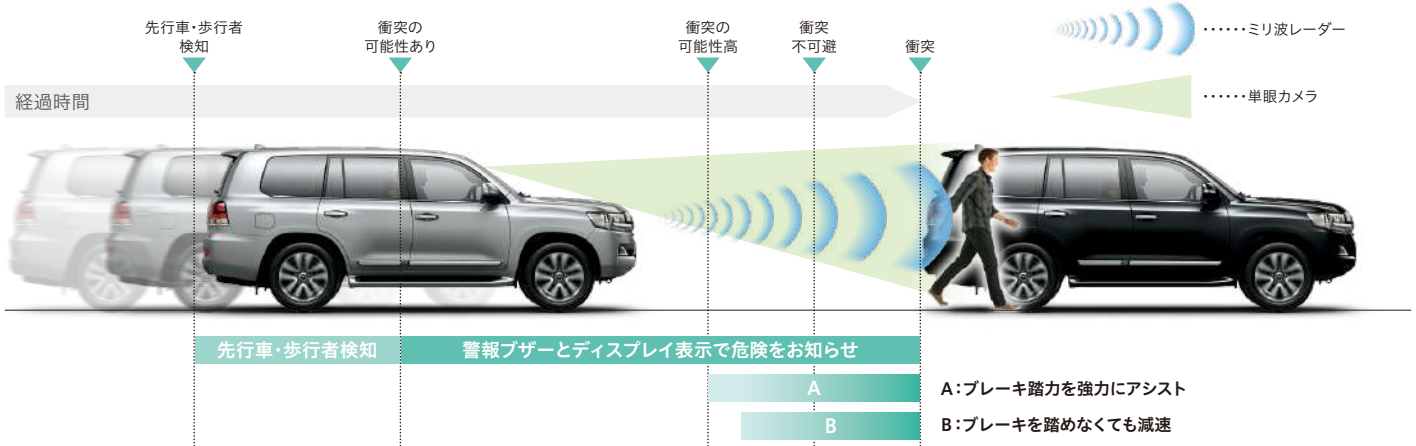 先行車・歩行者
検知
衝突の
可能性あり
衝突の
可能性高
衝突
不可避
衝突
……ミリ波レーダー
……単眼カメラ
経過時間
先行車・歩行者検知
警報ブザーとディスプレイ表示で危険をお知らせ
A
A：ブレーキ踏力を強力にアシスト
B
B：ブレーキを踏めなくても減速